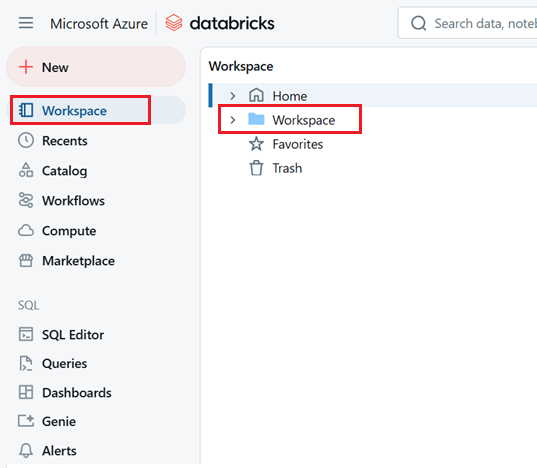 Microsoft Azure databricks
Search data, note
New
Workspace
Recents
Catalog
Workflows
Compute
Marketplace
SQL
SQL Editor
Queries
Dashboards
Genie
Alerts
Workspace
Home
Workspace
Favorites
Trash